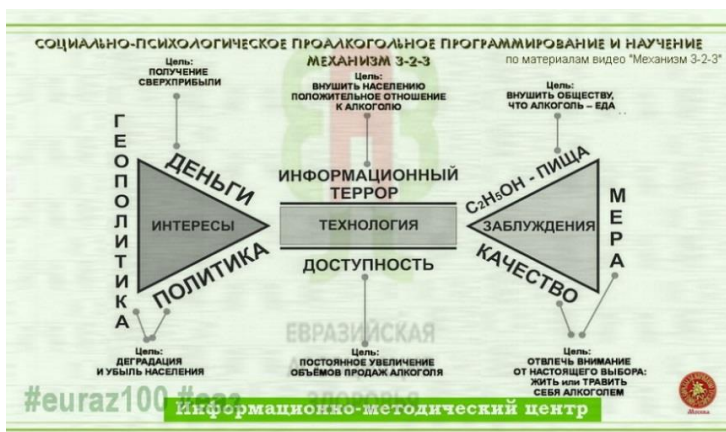 СОЦИАЛЬНО-ПСИХОЛОГИЧЕСКОЕ ПРОАЛКОГОЛЬНОЕ ПРОГРАММИРОВАНИЕ И НАУЧЕНИЕ
МЕХАНИЗМ 3-2-3
по материалам видео "Механизм 3-2-3"
Цель:
ПОЛУЧЕНИЕ
СВЕРХПРИБЫЛИ
Цель:
ВНУШИТЬ НАСЕЛЕНИЮ
ПОЛОЖИТЕЛЬНОЕ ОТНОШЕНИЕ
К АЛКОГОЛЮ
Цель:
ВНУШИТЬ ОБЩЕСТВУ,
ЧТО АЛКОГОЛЬ – ЕДА
ГЕОПОЛИТИКА
ДЕНЬГИ
ИНТЕРЕСЫ
ПОЛИТИКА
ИНФОРМАЦИОННЫЙ
ТЕРРОР
ТЕХНОЛОГИЯ
ДОСТУПНОСТЬ
C₂H₅OH - ПИЩА
ЗАБЛУЖДЕНИЯ
КАЧЕСТВО
МЕРА
Цель:
ДЕГРАДАЦИЯ
И УБЫЛЬ НАСЕЛЕНИЯ
Цель:
ПОСТОЯННОЕ УВЕЛИЧЕНИЕ
ОБЪЁМОВ ПРОДАЖ АЛКОГОЛЯ
Цель:
ОТВЛЕЧЬ ВНИМАНИЕ
ОТ НАСТОЯЩЕГО ВЫБОРА:
ЖИТЬ или ТРАВИТЬ
СЕБЯ АЛКОГОЛЕМ
ЕВРАЗИЙСКАЯ
ЗДОРОВЬЯ
#euraz100
Информационно-методический центр
Москва